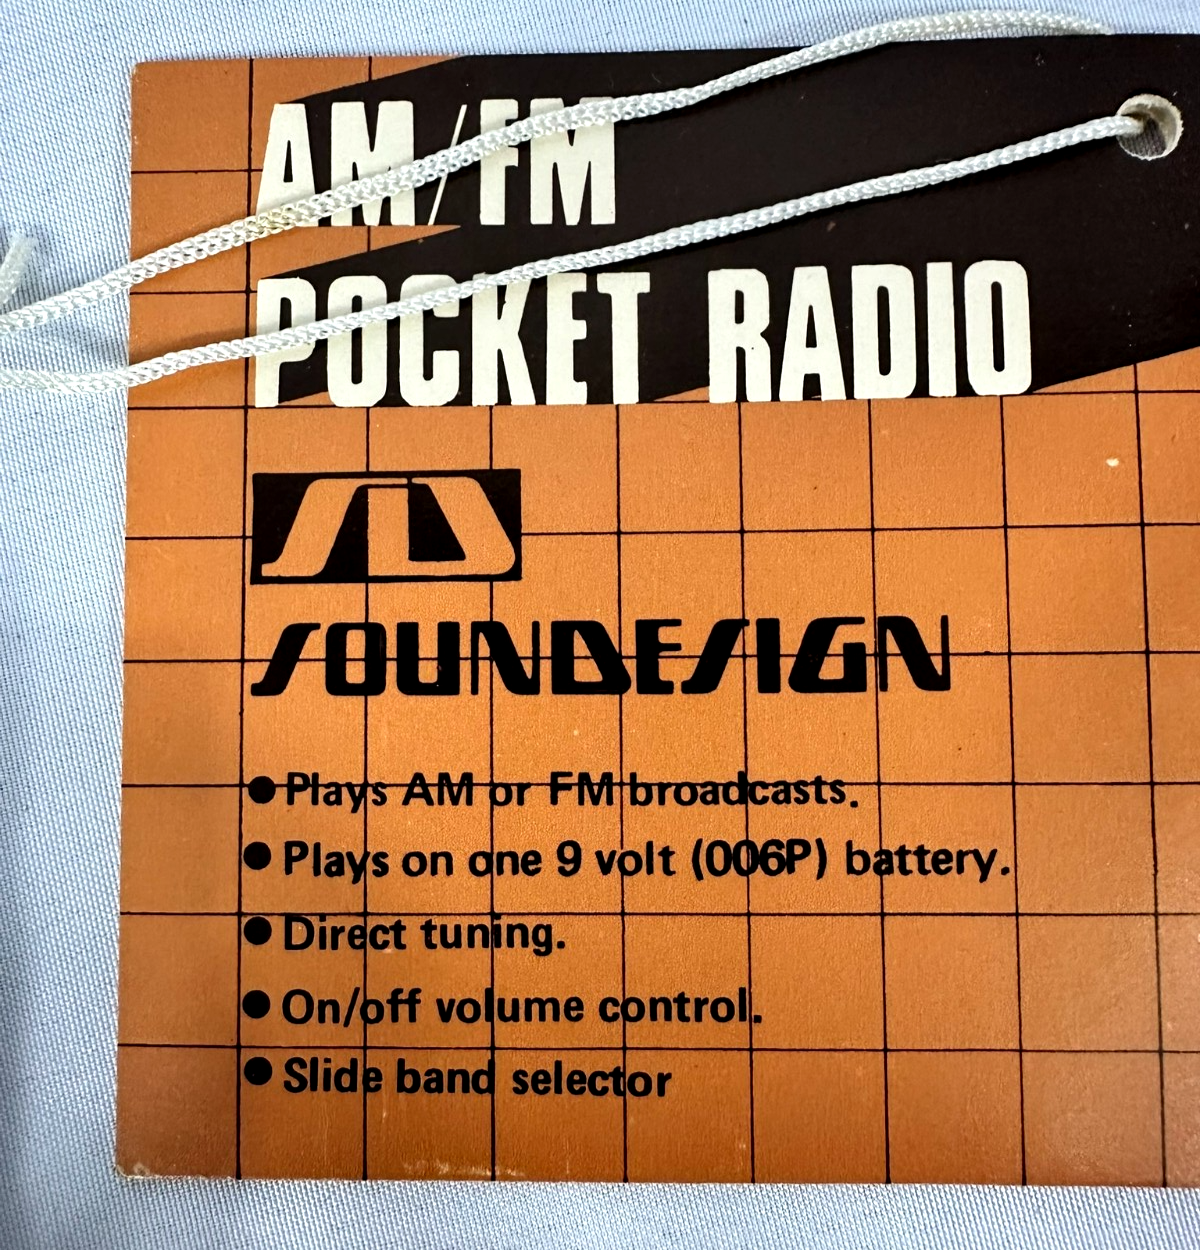 AM/FM
POCKET RADIO
SD
SOUNDESIGN
● Plays AM or FM broadcasts.
● Plays on one 9 volt (006P) battery.
● Direct tuning.
● On/off volume control.
● Slide band selector